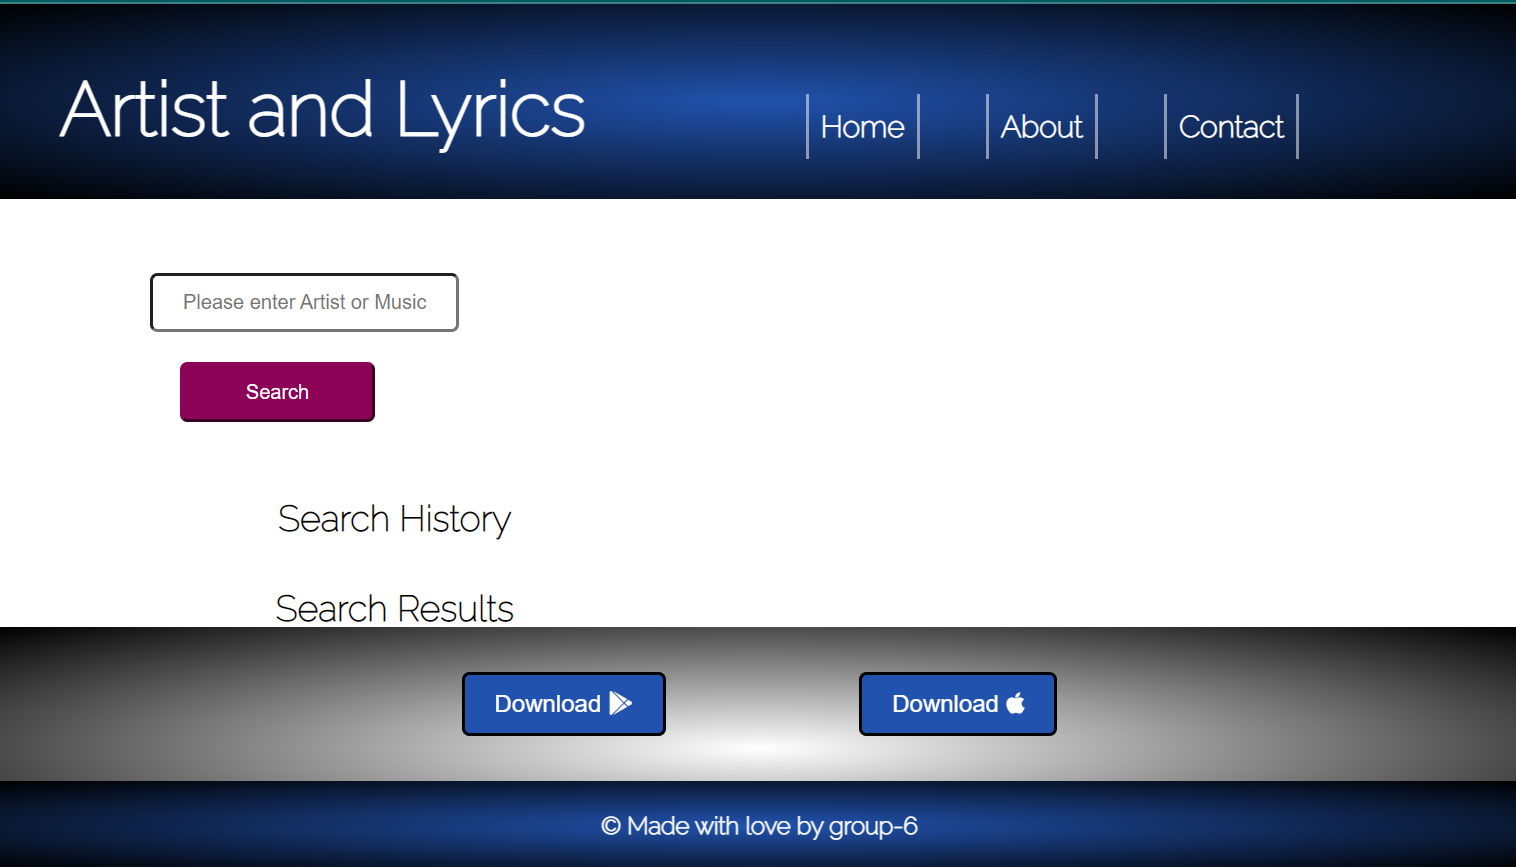 Artist and Lyrics
Home About Contact
Please enter Artist or Music
Search
Search History
Search Results
Download Download
© Made with love by group-6